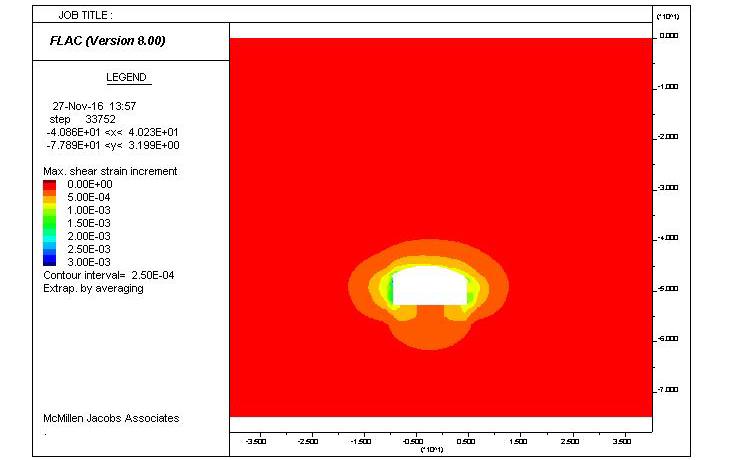 JOB TITLE :
FLAC (Version 8.00)
LEGEND
27-Nov-16 13:57
step 33752
-4.086E+01 <x< 4.023E+01
-7.789E+01 <y< 3.199E+00
Max. shear strain increment
0.00E+00
5.00E-04
1.00E-03
1.50E-03
2.00E-03
2.50E-03
3.00E-03
Contour interval= 2.50E-04
Extrap. by averaging
McMillen Jacobs Associates
.
(*10^1)
0.000
-1.000
-2.000
-3.000
-4.000
-5.000
-6.000
-7.000
-3.500 -2.500 -1.500 -0.500 0.500 1.500 2.500 3.500
(*10^1)